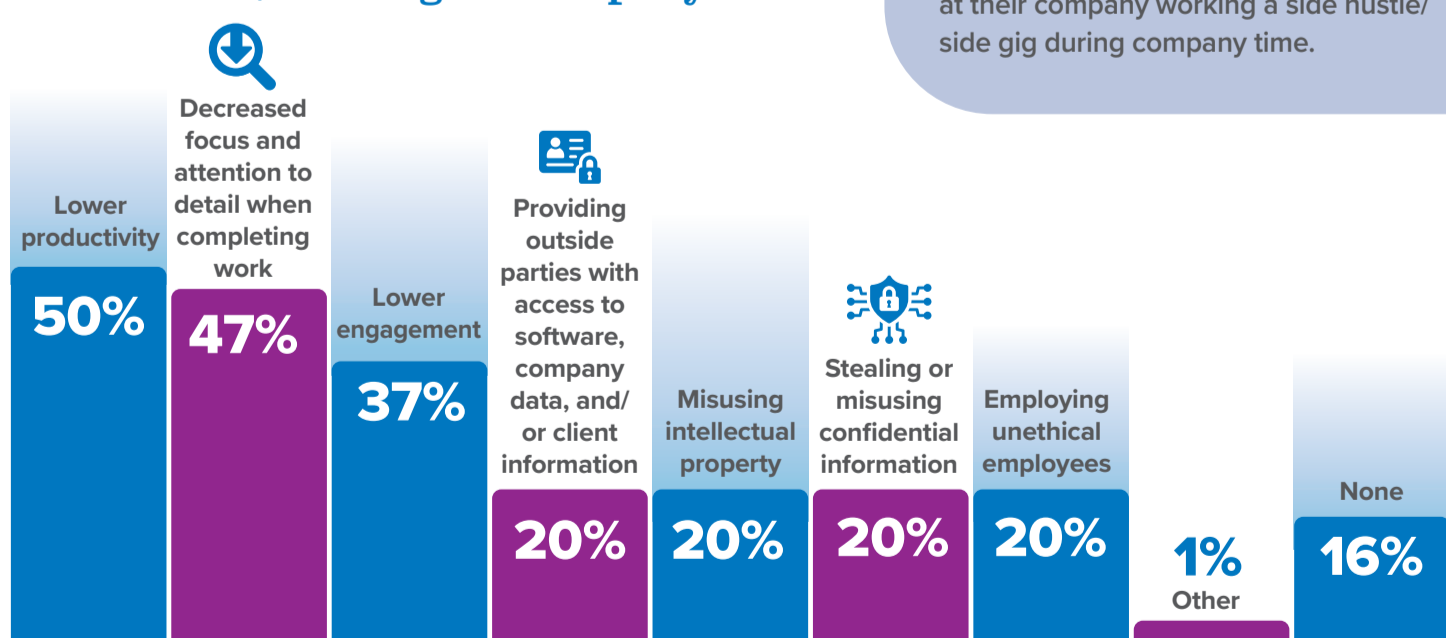 at their company working a side hustle/
side gig during company time.
Lower
productivity
50%
Decreased
focus and
attention to
detail when
completing
work
47%
Lower
engagement
37%
Providing
outside
parties with
access to
software,
company
data, and/
or client
information
20%
Misusing
intellectual
property
20%
Stealing or
misusing
confidential
information
20%
Employing
unethical
employees
20%
1%
Other
None
16%